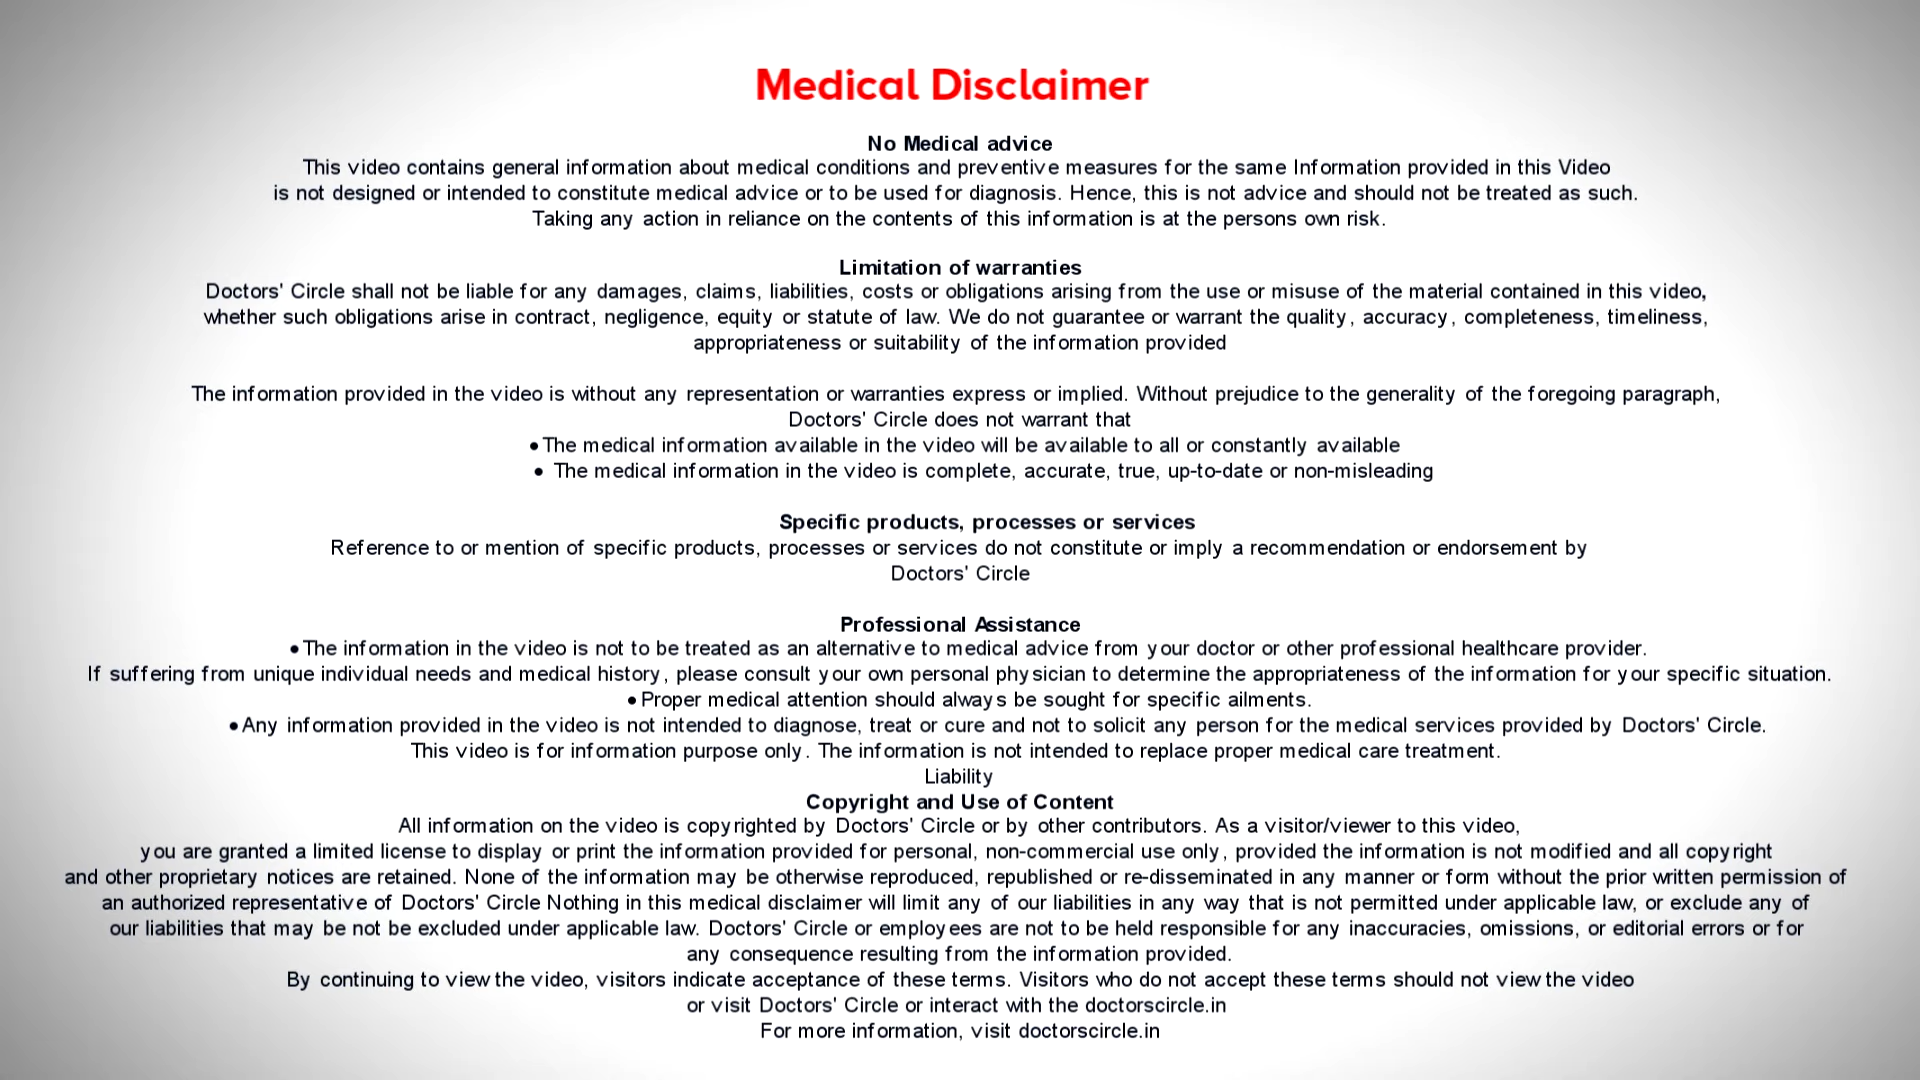 Medical Disclaimer
No Medical advice
This video contains general information about medical conditions and preventive measures for the same Information provided in this Video
is not designed or intended to constitute medical advice or to be used for diagnosis. Hence, this is not advice and should not be treated as such.
Taking any action in reliance on the contents of this information is at the persons own risk.
Limitation of warranties
Doctors' Circle shall not be liable for any damages, claims, liabilities, costs or obligations arising from the use or misuse of the material contained in this video,
whether such obligations arise in contract, negligence, equity or statute of law. We do not guarantee or warrant the quality, accuracy, completeness, timeliness,
appropriateness or suitability of the information provided
The information provided in the video is without any representation or warranties express or implied. Without prejudice to the generality of the foregoing paragraph,
Doctors' Circle does not warrant that
• The medical information available in the video will be available to all or constantly available
• The medical information in the video is complete, accurate, true, up-to-date or non-misleading
Specific products, processes or services
Reference to or mention of specific products, processes or services do not constitute or imply a recommendation or endorsement by
Doctors' Circle
Professional Assistance
• The information in the video is not to be treated as an alternative to medical advice from your doctor or other professional healthcare provider.
If suffering from unique individual needs and medical history, please consult your own personal physician to determine the appropriateness of the information for your specific situation.
• Proper medical attention should always be sought for specific ailments.
• Any information provided in the video is not intended to diagnose, treat or cure and not to solicit any person for the medical services provided by Doctors' Circle.
This video is for information purpose only. The information is not intended to replace proper medical care treatment.
Liability
Copyright and Use of Content
All information on the video is copyrighted by Doctors' Circle or by other contributors. As a visitor/viewer to this video,
you are granted a limited license to display or print the information provided for personal, non-commercial use only, provided the information is not modified and all copyright
and other proprietary notices are retained. None of the information may be otherwise reproduced, republished or re-disseminated in any manner or form without the prior written permission of
an authorized representative of Doctors' Circle Nothing in this medical disclaimer will limit any of our liabilities in any way that is not permitted under applicable law, or exclude any of
our liabilities that may be not be excluded under applicable law. Doctors' Circle or employees are not to be held responsible for any inaccuracies, omissions, or editorial errors or for
any consequence resulting from the information provided.
By continuing to view the video, visitors indicate acceptance of these terms. Visitors who do not accept these terms should not view the video
or visit Doctors' Circle or interact with the doctorscircle.in
For more information, visit doctorscircle.in